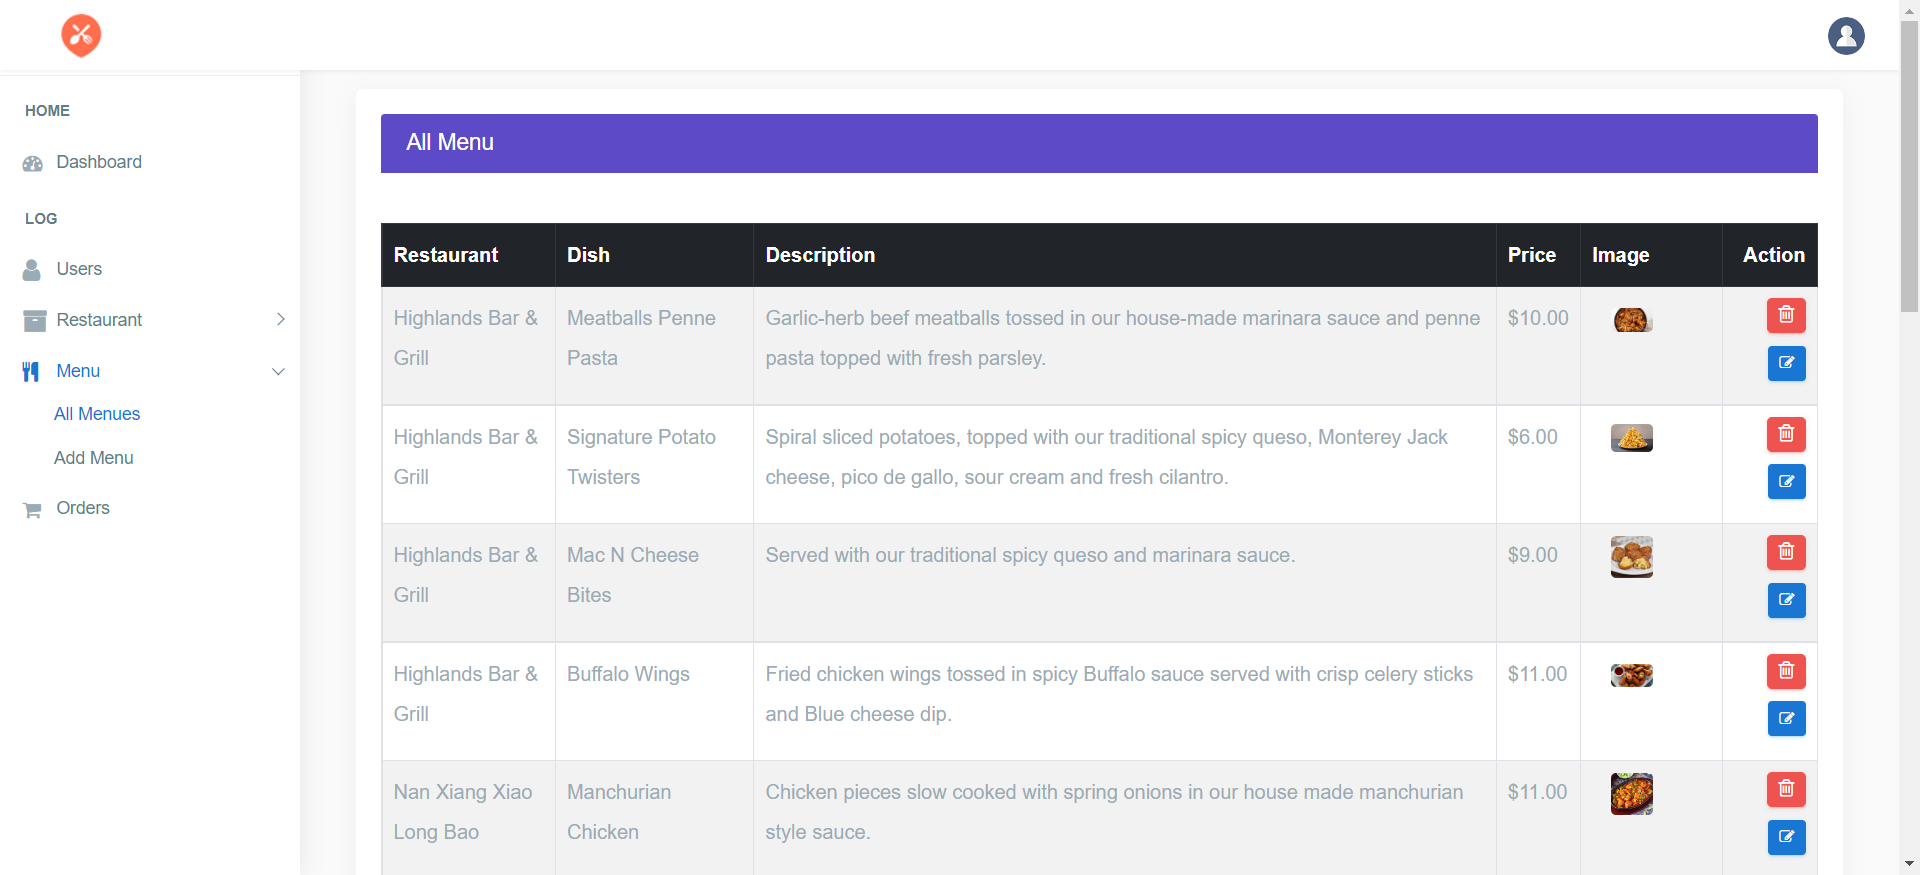 HOME
Dashboard
LOG
Users
Restaurant
Menu
All Menues
Add Menu
Orders
All Menu
Restaurant Dish Description Price Image Action
Highlands Bar & Meatballs Penne Garlic-herb beef meatballs tossed in our house-made marinara sauce and penne $10.00
Grill Pasta pasta topped with fresh parsley.
Highlands Bar & Signature Potato Spiral sliced potatoes, topped with our traditional spicy queso, Monterey Jack $6.00
Grill Twisters cheese, pico de gallo, sour cream and fresh cilantro.
Highlands Bar & Mac N Cheese Served with our traditional spicy queso and marinara sauce. $9.00
Grill Bites
Highlands Bar & Buffalo Wings Fried chicken wings tossed in spicy Buffalo sauce served with crisp celery sticks $11.00
Grill and Blue cheese dip.
Nan Xiang Xiao Manchurian Chicken pieces slow cooked with spring onions in our house made manchurian $11.00
Long Bao Chicken style sauce.